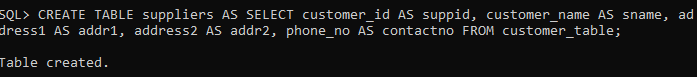 SQL> CREATE TABLE suppliers AS SELECT customer_id AS suppid, customer_name AS sname, ad
dress1 AS addr1, address2 AS addr2, phone_no AS contactno FROM customer_table;
Table created.